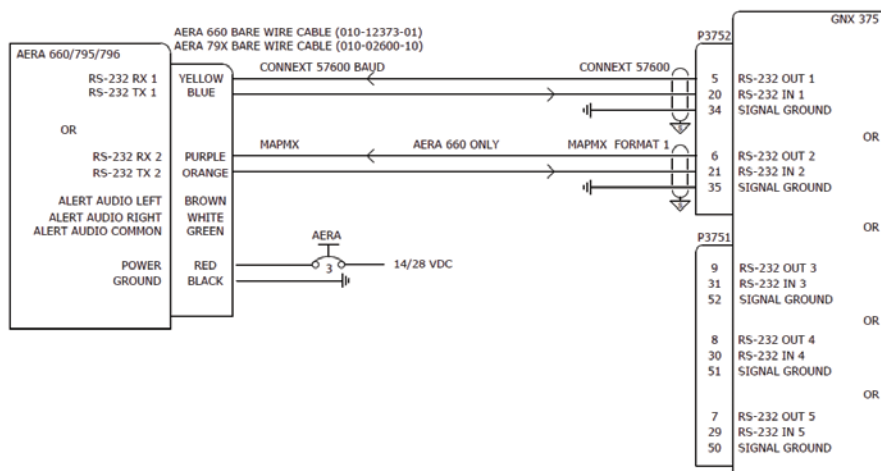 GNX 375
AERA 660 BARE WIRE CABLE (010-12373-01)
AERA 79X BARE WIRE CABLE (010-02600-10)
P3752
AERA 660/795/796
CONNEXT 57600 BAUD CONNEXT 57600
RS-232 RX 1 YELLOW 5 RS-232 OUT 1
RS-232 TX 1 BLUE 20 RS-232 IN 1
34 SIGNAL GROUND
OR OR
MAPMX AERA 660 ONLY MAPMX FORMAT 1
RS-232 RX 2 PURPLE 6 RS-232 OUT 2
RS-232 TX 2 ORANGE 21 RS-232 IN 2
35 SIGNAL GROUND
ALERT AUDIO LEFT BROWN
ALERT AUDIO RIGHT WHITE
ALERT AUDIO COMMON GREEN
OR
AERA P3751
POWER RED 3 14/28 VDC
GROUND BLACK
9 RS-232 OUT 3
31 RS-232 IN 3
52 SIGNAL GROUND
OR
8 RS-232 OUT 4
30 RS-232 IN 4
51 SIGNAL GROUND
OR
7 RS-232 OUT 5
29 RS-232 IN 5
50 SIGNAL GROUND